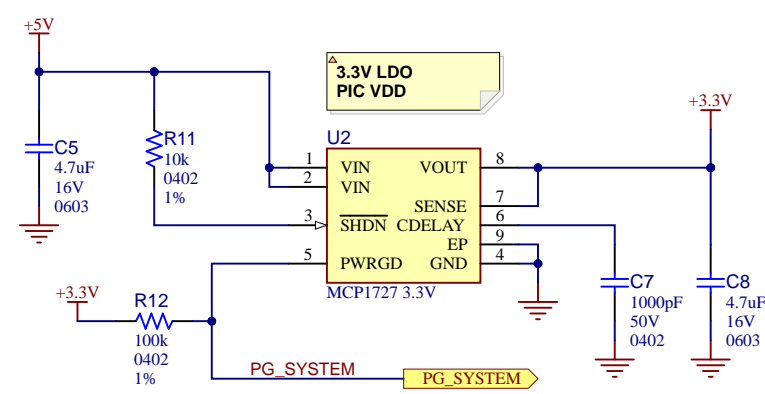 +5V
3.3V LDO
PIC VDD
+3.3V
C5
4.7uF
16V
0603
R11
10k
0402
1%
U2
1 VIN VOUT 8
2 VIN
SENSE 7
3 SHDN CDELAY 6
EP 9
5 PWRGD GND 4
MCP1727 3.3V
C7
1000pF
50V
0402
C8
4.7uF
16V
0603
+3.3V
R12
100k
0402
1%
PG_SYSTEM
PG_SYSTEM